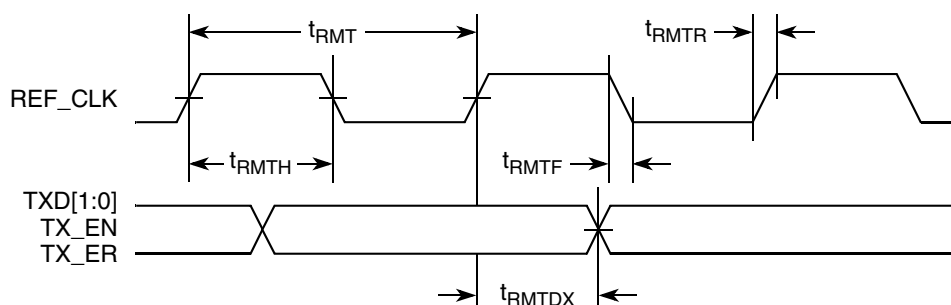 tRMT
tRMTR
REF_CLK
tRMTH
tRMTF
TXD[1:0]
TX_EN
TX_ER
tRMTDX